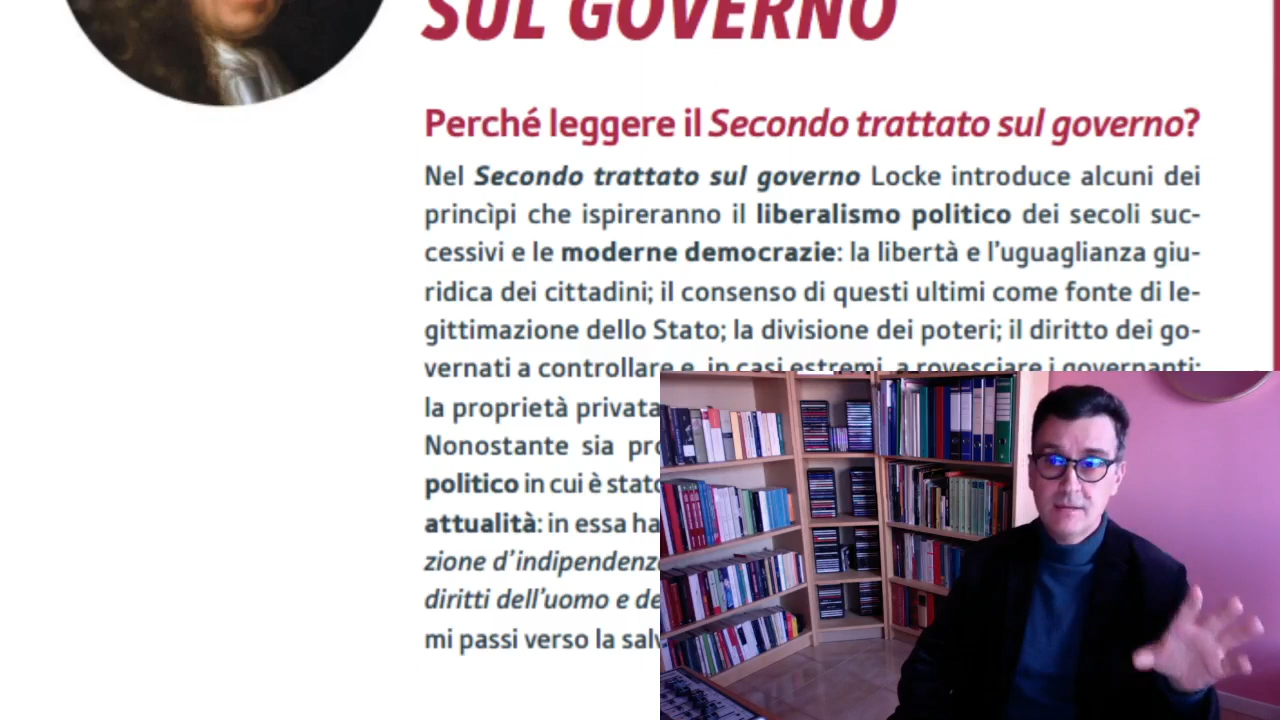 SUL GOVERNO
Perché leggere il Secondo trattato sul governo?
Nel Secondo trattato sul governo Locke introduce alcuni dei
princìpi che ispireranno il liberalismo politico dei secoli suc-
cessivi e le moderne democrazie: la libertà e l'uguaglianza giu-
ridica dei cittadini; il consenso di questi ultimi come fonte di le-
gittimazione dello Stato; la divisione dei poteri; il diritto dei go-
vernati a controllare e, in casi estremi, a rovesciare i governanti;
la proprietà privata
Nonostante sia
politico in cui è
attualità: in essa
zione d'indipendenz
diritti dell'uomo e
mi passi verso la